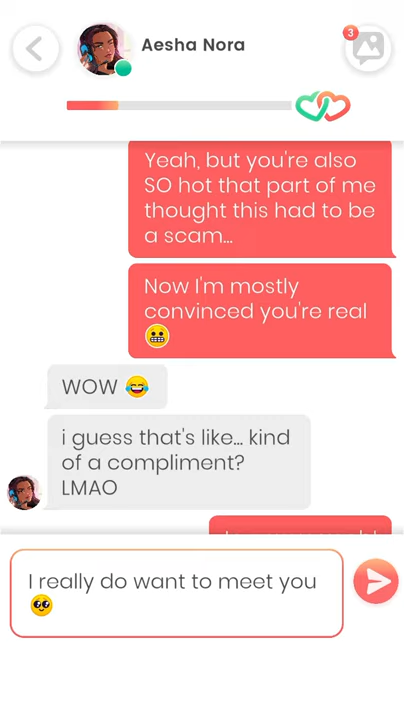 Aesha Nora
3
Yeah, but you're also
SO hot that part of me
thought this had to be
a scam...
Now I'm mostly
convinced you're real
😬
WOW 😂
i guess that's like... kind
of a compliment?
LMAO
I really do want to meet you
🥺